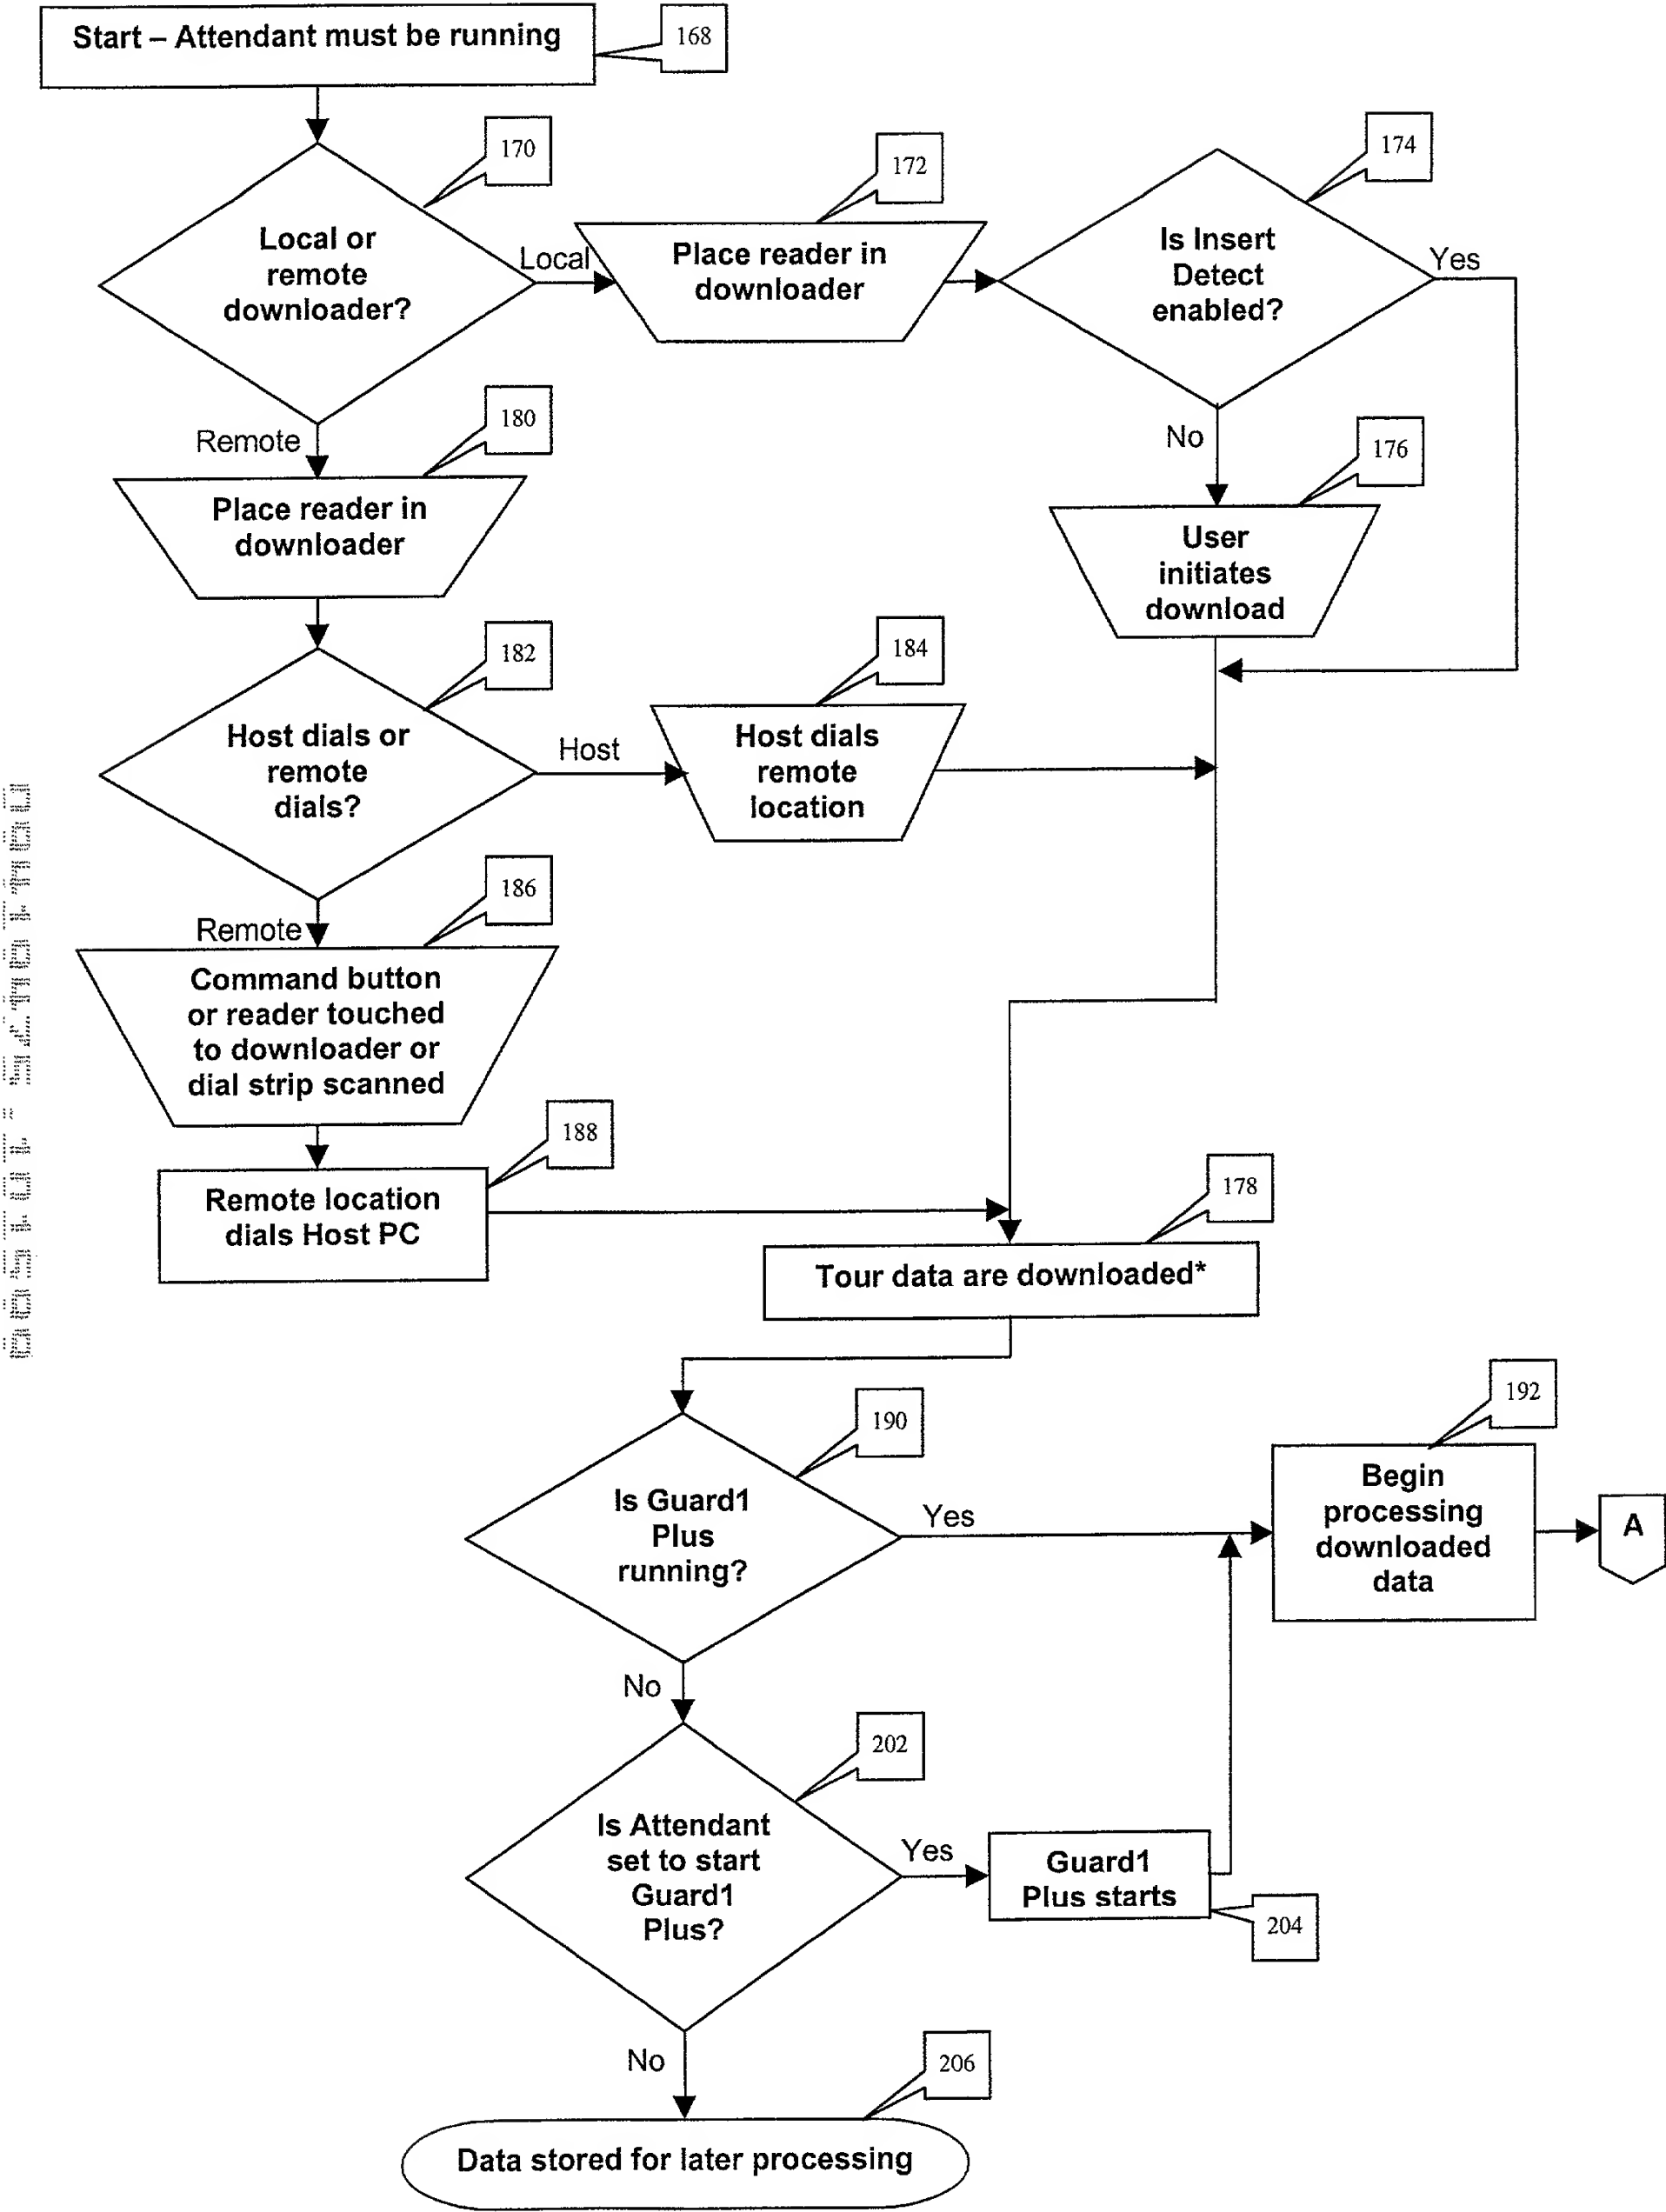 Start – Attendant must be running
168
170
Local or
remote
downloader?
Local
172
Place reader in
downloader
174
Is Insert
Detect
enabled?
Yes
No
176
User
initiates
download
Remote
180
Place reader in
downloader
182
Host dials or
remote
dials?
Host
184
Host dials
remote
location
Remote
186
Command button
or reader touched
to downloader or
dial strip scanned
188
Remote location
dials Host PC
178
Tour data are downloaded*
190
Is Guard1
Plus
running?
Yes
192
Begin
processing
downloaded
data
A
No
202
Is Attendant
set to start
Guard1
Plus?
Yes
Guard1
Plus starts
204
No
206
Data stored for later processing